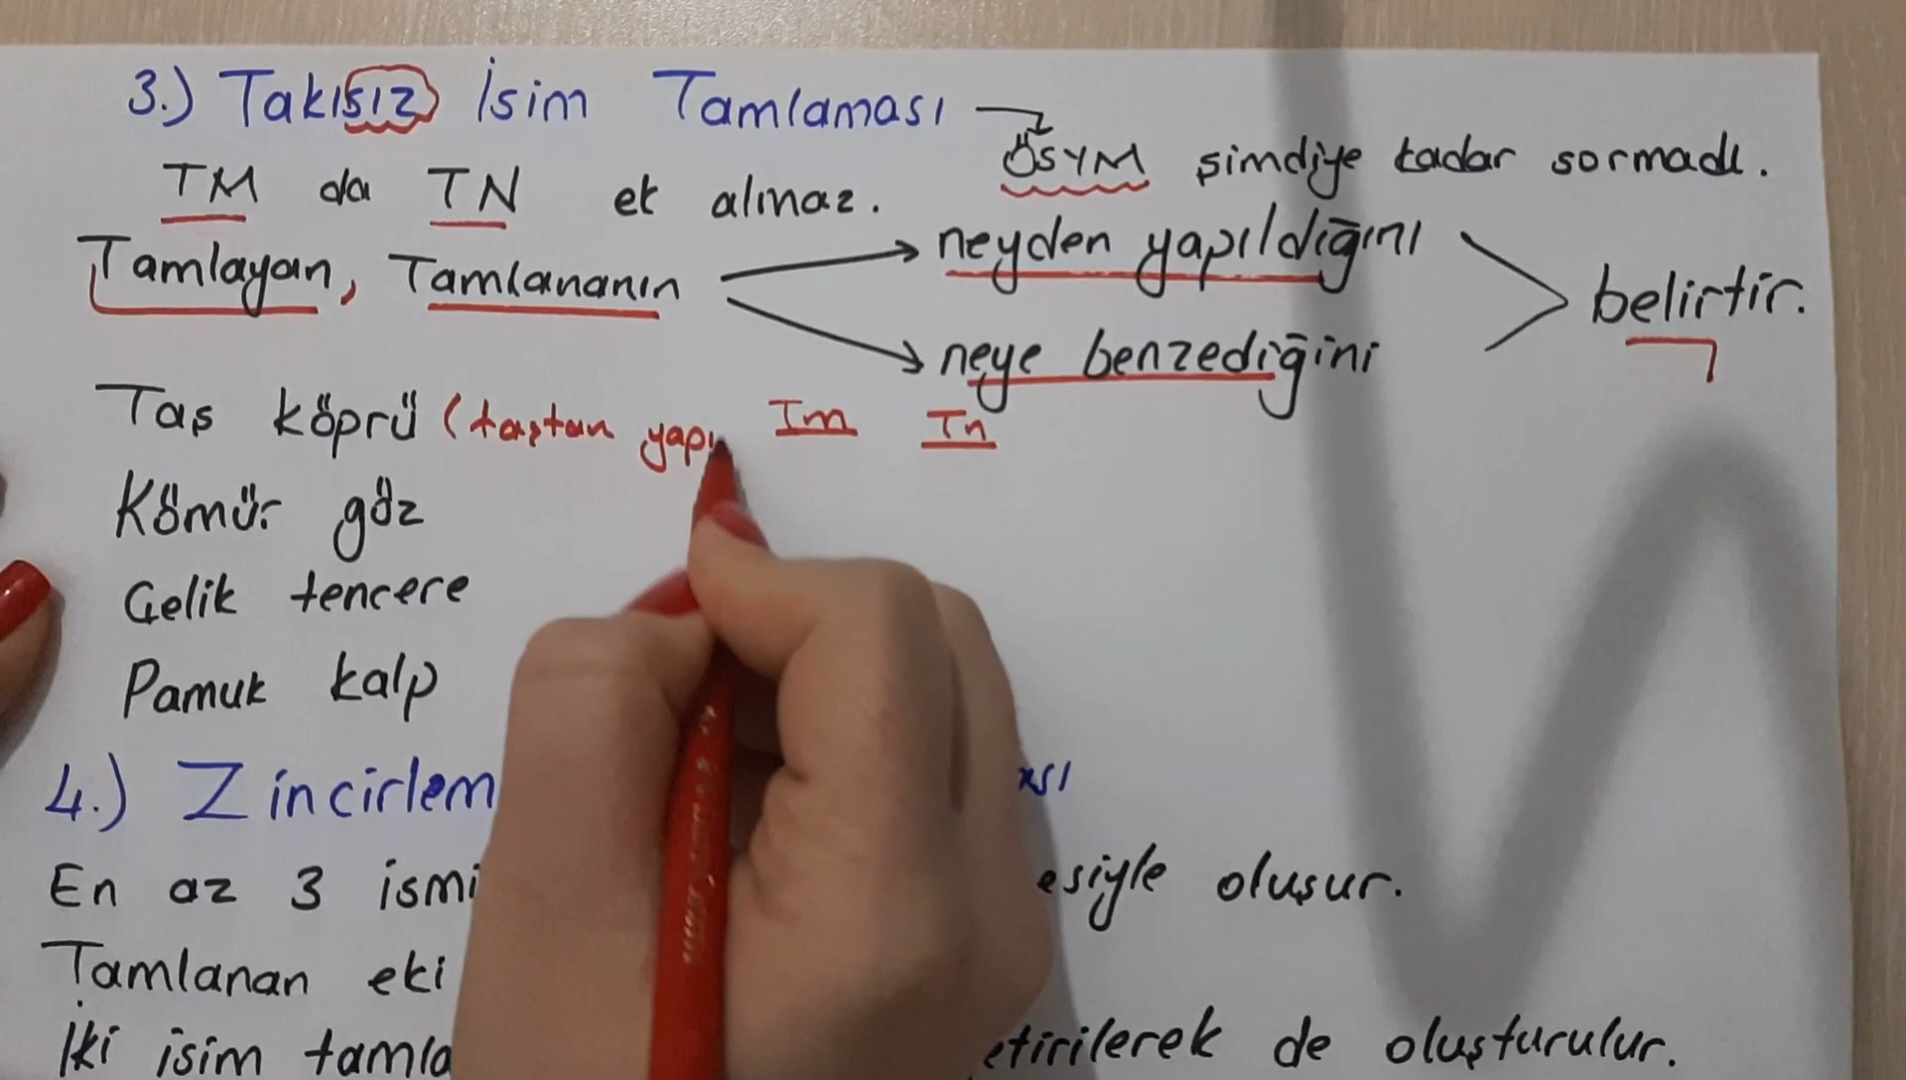 3.) Takısız İsim Tamlaması
ÖSYM şimdiye kadar sormadı.
TM da TN ek almaz.
Tamlayan, Tamlananın
neyden yapıldığını
neye benzediğini
belirtir.
Taş köprü (taştan yapı
Tm Tn
Kömür göz
Çelik tencere
Pamuk kalp
4.) Zincirlem
En az 3 ismi esiyle oluşur.
Tamlanan eki
İki isim tamla etirilerek de oluşturulur.